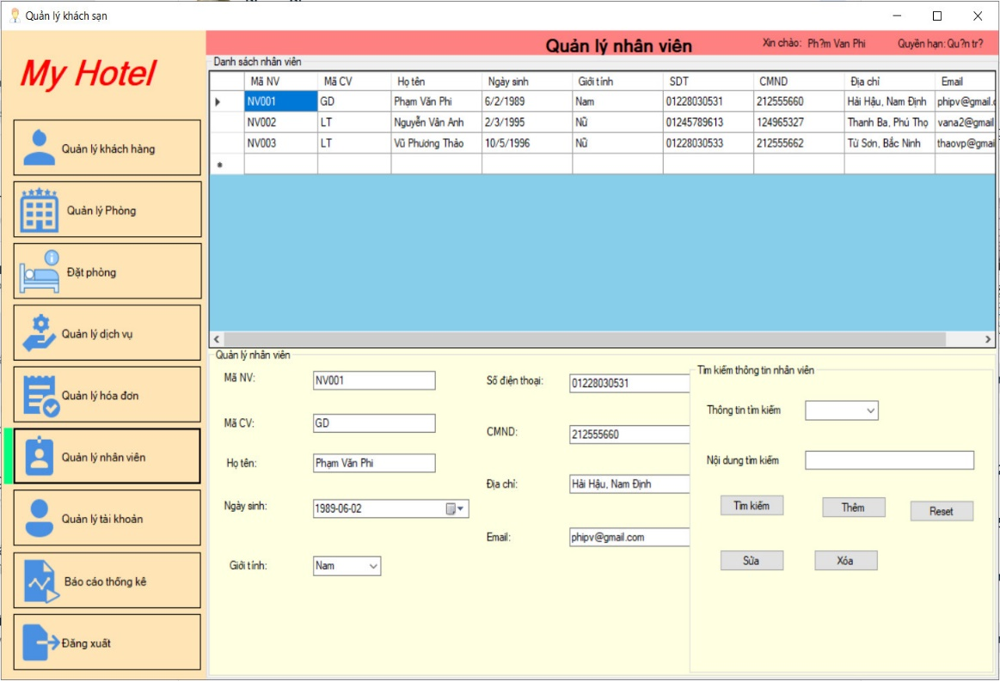 Quản lý khách sạn
My Hotel
Quản lý nhân viên
Xin chào: Ph?m Van Phi
Quyền hạn: Qu?n tr?
Quản lý khách hàng
Quản lý Phòng
Đặt phòng
Quản lý dịch vụ
Quản lý hóa đơn
Quản lý nhân viên
Quản lý tài khoản
Báo cáo thống kê
Đăng xuất
Danh sách nhân viên
Mã NV Mã CV Họ tên Ngày sinh Giới tính SDT CMND Địa chỉ Email
NV001 GD Phạm Văn Phi 6/2/1989 Nam 01228030531 212555660 Hải Hậu, Nam Định phipv@gmail.c
NV002 LT Nguyễn Vân Anh 2/3/1995 Nữ 01245789613 124965327 Thanh Ba, Phú Thọ vana2@gmail
NV003 LT Vũ Phương Thảo 10/5/1996 Nữ 01228030533 212555662 Từ Sơn, Bắc Ninh thaovp@gmai
Quản lý nhân viên
Mã NV: NV001
Mã CV: GD
Họ tên: Phạm Văn Phi
Ngày sinh: 1989-06-02
Giới tính: Nam
Số điện thoại: 01228030531
CMND: 212555660
Địa chỉ: Hải Hậu, Nam Định
Email: phipv@gmail.com
Tìm kiếm thông tin nhân viên
Thông tin tìm kiếm
Nội dung tìm kiếm
Tìm kiếm Thêm Reset
Sửa Xóa